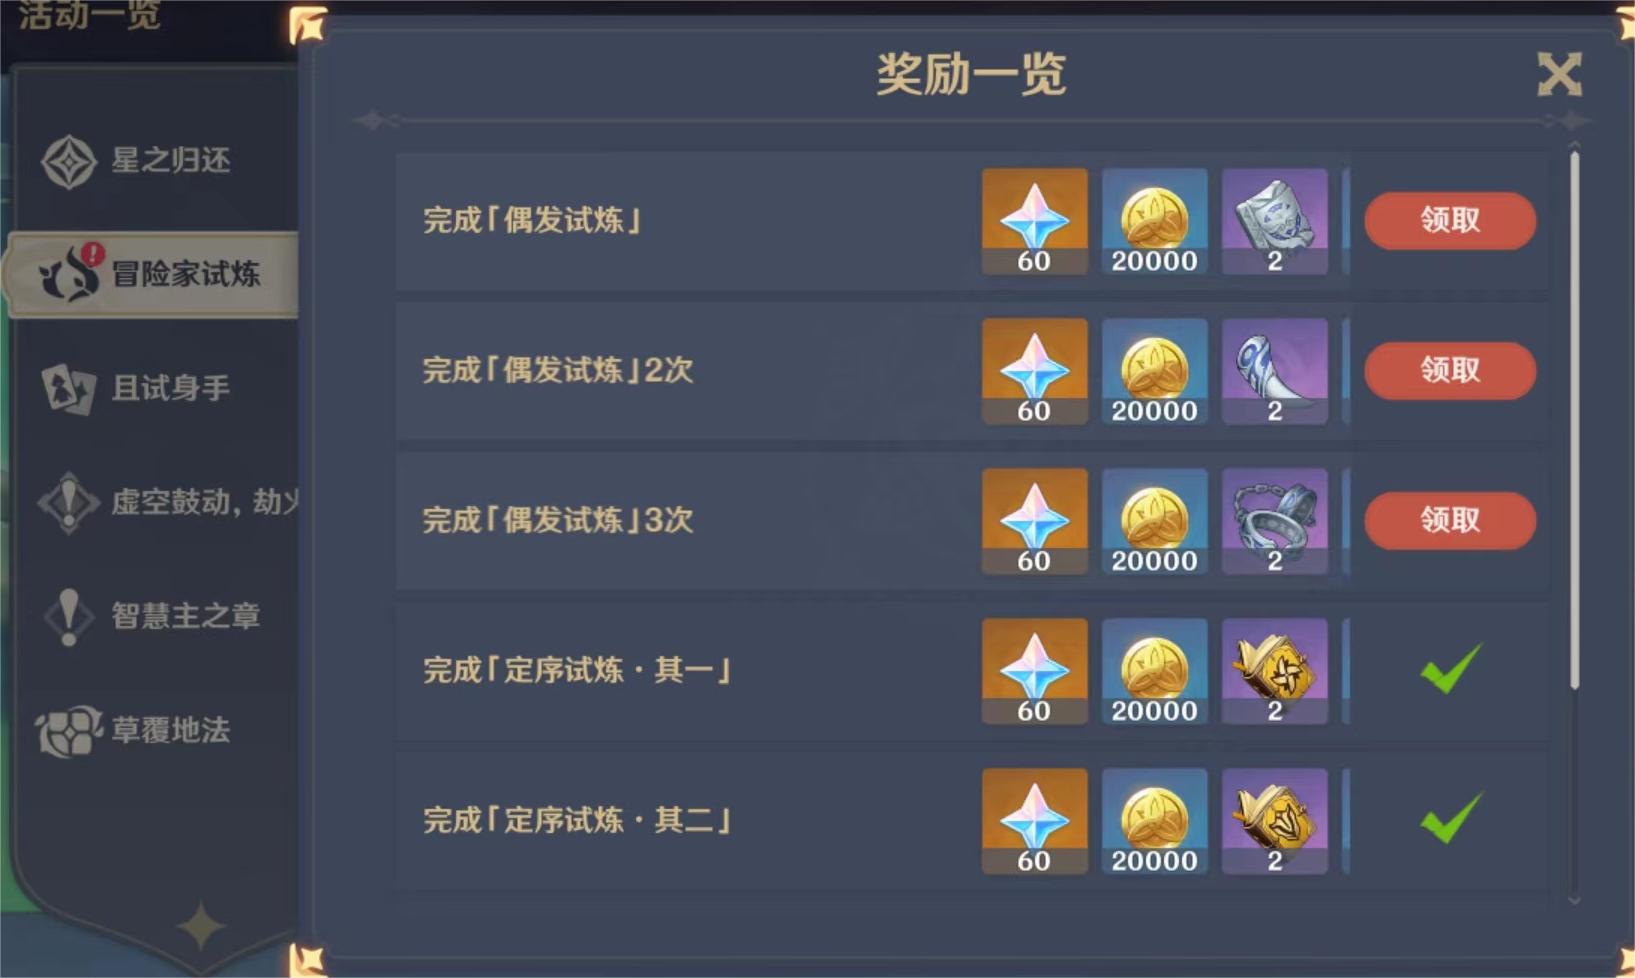 活动一览
奖励一览
星之归还
冒险家试炼
且试身手
虚空鼓动，劫火
智慧主之章
草覆地法
完成「偶发试炼」
60
20000
2
领取
完成「偶发试炼」2次
60
20000
2
领取
完成「偶发试炼」3次
60
20000
2
领取
完成「定序试炼·其一」
60
20000
2
完成「定序试炼·其二」
60
20000
2